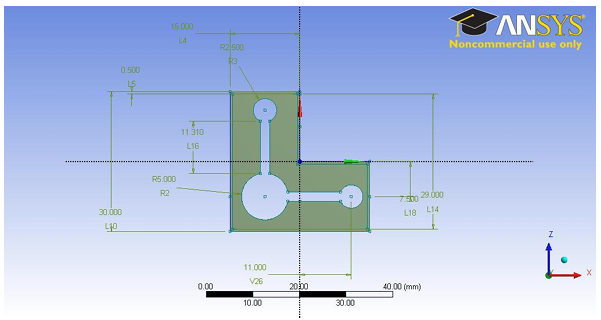 ANSYS
Noncommercial use only
15.000
L4
R2.500
R3
0.500
L5
11.310
L16
R5.000
R2
30.000
L10
7.500
L18
29.000
L14
11.000
V26
0.00 20.00 40.00 (mm)
10.00 30.00
Z
Y
X